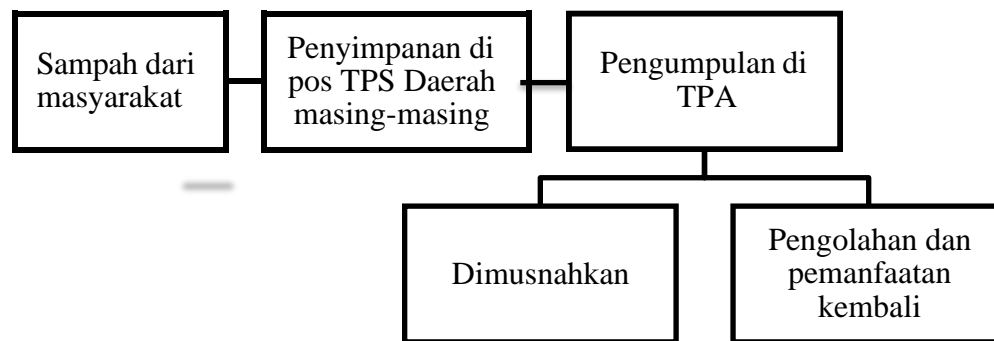 Sampah dari
masyarakat
Penyimpanan di
pos TPS Daerah
masing-masing
Pengumpulan di
TPA
Dimusnahkan
Pengolahan dan
pemanfaatan
kembali